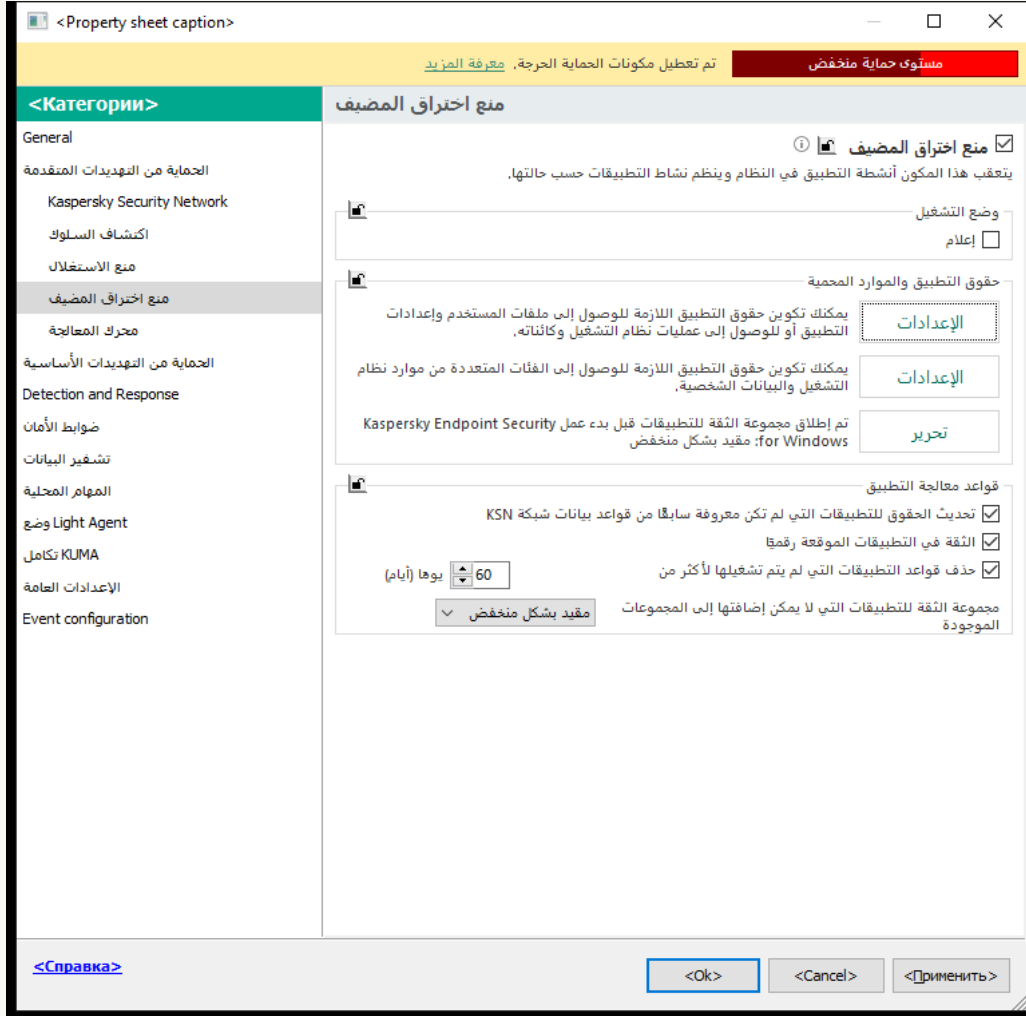 <Property sheet caption>
مستوى حماية منخفض
تم تعطيل مكونات الحماية الحرجة. معرفة المزيد
<Категории>
General
الحماية من التهديدات المتقدمة
Kaspersky Security Network
اكتشاف السلوك
منع الاستغلال
منع اختراق المضيف
محرك المعالجة
الحماية من التهديدات الأساسية
Detection and Response
ضوابط الأمان
تشفير البيانات
المهام المحلية
وضع Light Agent
تكامل KUMA
الإعدادات العامة
Event configuration
منع اختراق المضيف
منع اختراق المضيف
يتعقب هذا المكون أنشطة التطبيق في النظام وينظم نشاط التطبيقات حسب حالتها.
وضع التشغيل
إعلام
حقوق التطبيق والموارد المحمية
الإعدادات
يمكنك تكوين حقوق التطبيق اللازمة للوصول إلى ملفات المستخدم وإعدادات
التطبيق أو للوصول إلى عمليات نظام التشغيل وكائناته.
الإعدادات
يمكنك تكوين حقوق التطبيق اللازمة للوصول إلى الفئات المتعددة من موارد نظام
التشغيل والبيانات الشخصية.
تحرير
تم إطلاق مجموعة الثقة للتطبيقات قبل بدء عمل Kaspersky Endpoint Security
for Windows: مقيد بشكل منخفض
قواعد معالجة التطبيق
تحديث الحقوق للتطبيقات التي لم تكن معروفة سابقًا من قواعد بيانات شبكة KSN
الثقة في التطبيقات الموقعة رقميًا
حذف قواعد التطبيقات التي لم يتم تشغيلها لأكثر من 60 يوها (أيام)
مجموعة الثقة للتطبيقات التي لا يمكن إضافتها إلى المجموعات
الموجودة
مقيد بشكل منخفض
<Справка>
<Ok>
<Cancel>
<Применить>